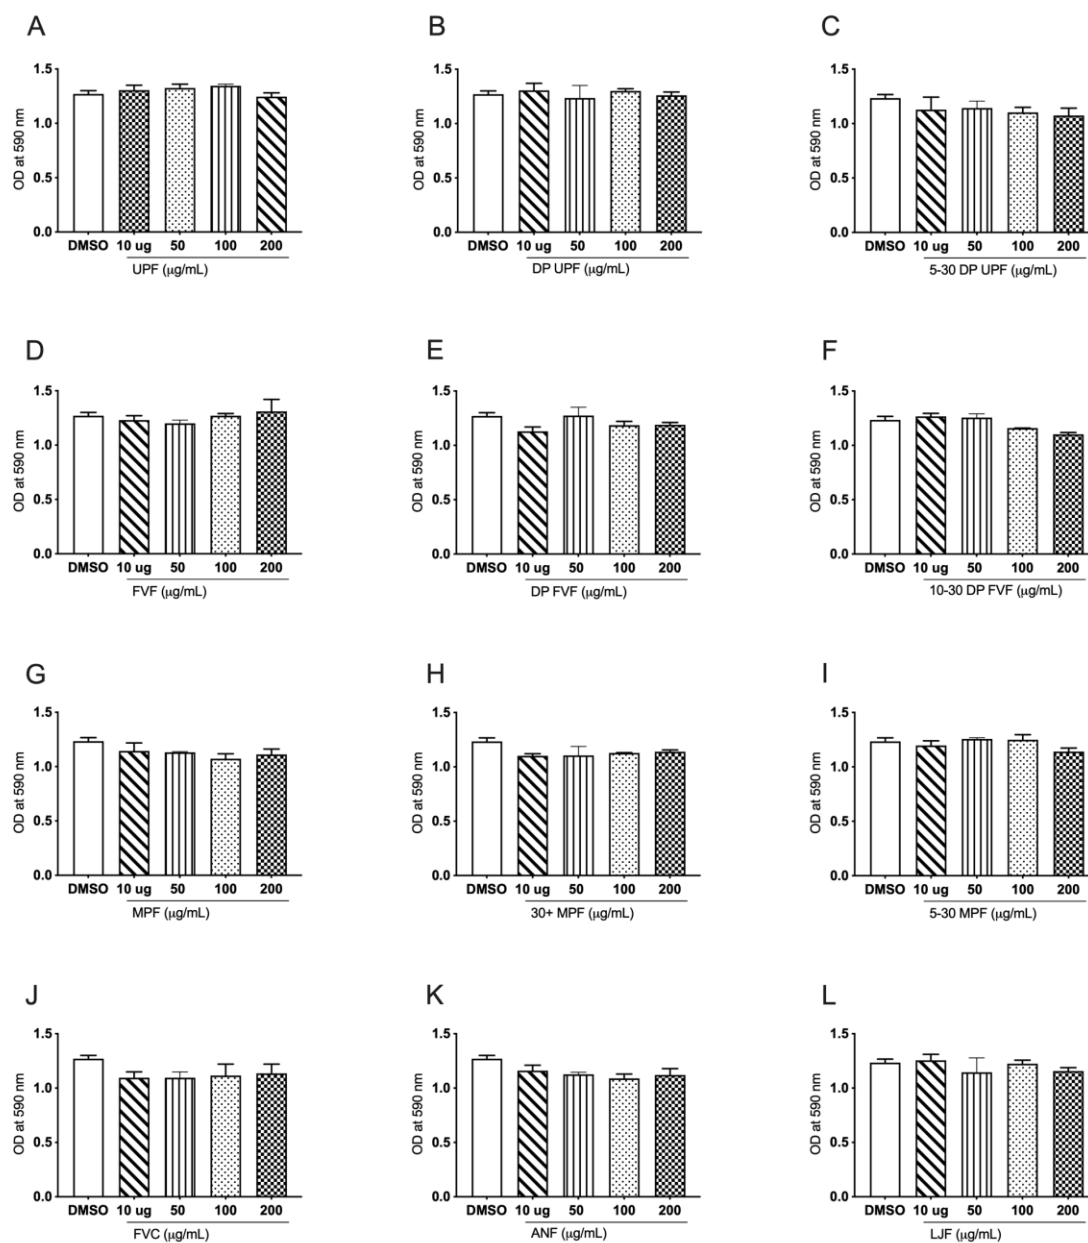 A
B
C
1.5
1.0
0.5
0.0
OD at 590 nm
DMSO 10 ug 50 100 200
UPF (μg/mL)
1.5
1.0
0.5
0.0
OD at 590 nm
DMSO 10 ug 50 100 200
DP UPF (μg/mL)
1.5
1.0
0.5
0.0
OD at 590 nm
DMSO 10 ug 50 100 200
5-30 DP UPF (μg/mL)
D
E
F
1.5
1.0
0.5
0.0
OD at 590 nm
DMSO 10 ug 50 100 200
FVF (μg/mL)
1.5
1.0
0.5
0.0
OD at 590 nm
DMSO 10 ug 50 100 200
DP FVF (μg/mL)
1.5
1.0
0.5
0.0
OD at 590 nm
DMSO 10 ug 50 100 200
10-30 DP FVF (μg/mL)
G
H
I
1.5
1.0
0.5
0.0
OD at 590 nm
DMSO 10 ug 50 100 200
MPF (μg/mL)
1.5
1.0
0.5
0.0
OD at 590 nm
DMSO 10 ug 50 100 200
30+ MPF (μg/mL)
1.5
1.0
0.5
0.0
OD at 590 nm
DMSO 10 ug 50 100 200
5-30 MPF (μg/mL)
J
K
L
1.5
1.0
0.5
0.0
OD at 590 nm
DMSO 10 ug 50 100 200
FVC (μg/mL)
1.5
1.0
0.5
0.0
OD at 590 nm
DMSO 10 ug 50 100 200
ANF (μg/mL)
1.5
1.0
0.5
0.0
OD at 590 nm
DMSO 10 ug 50 100 200
LJF (μg/mL)